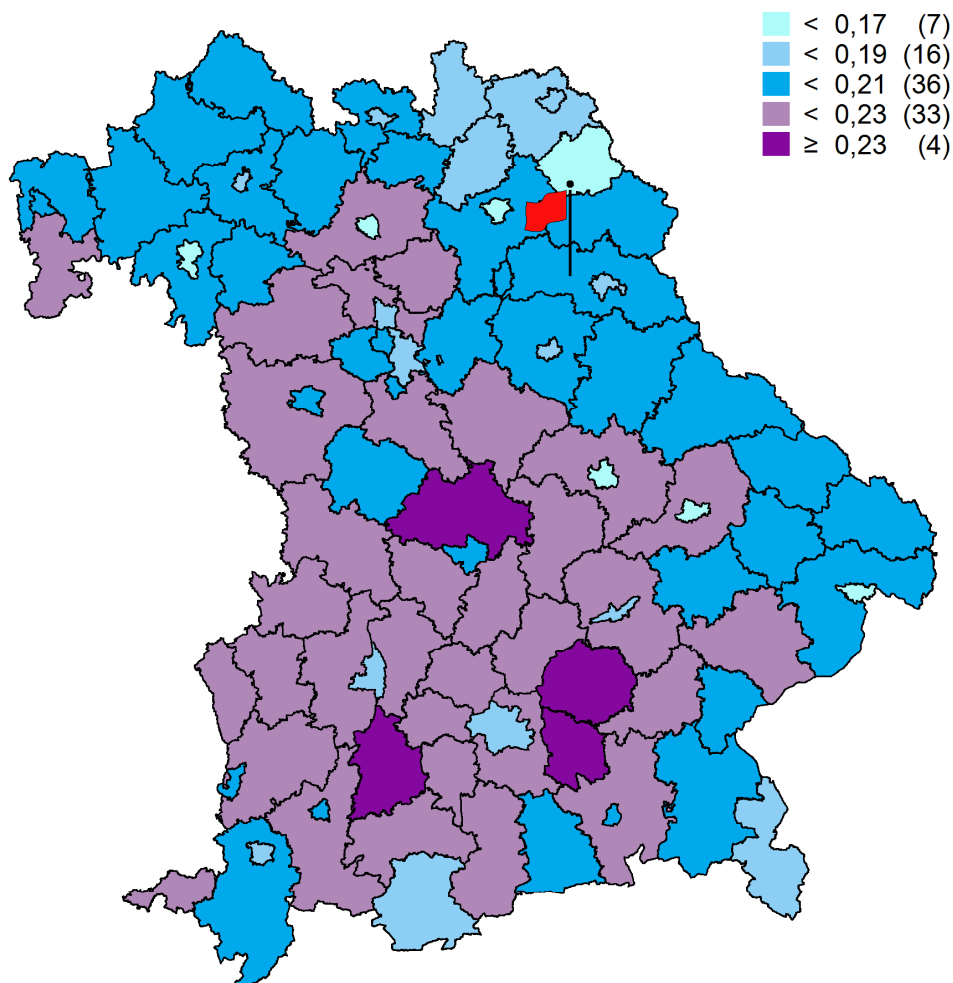 < 0,17 (7)
< 0,19 (16)
< 0,21 (36)
< 0,23 (33)
≥ 0,23 (4)